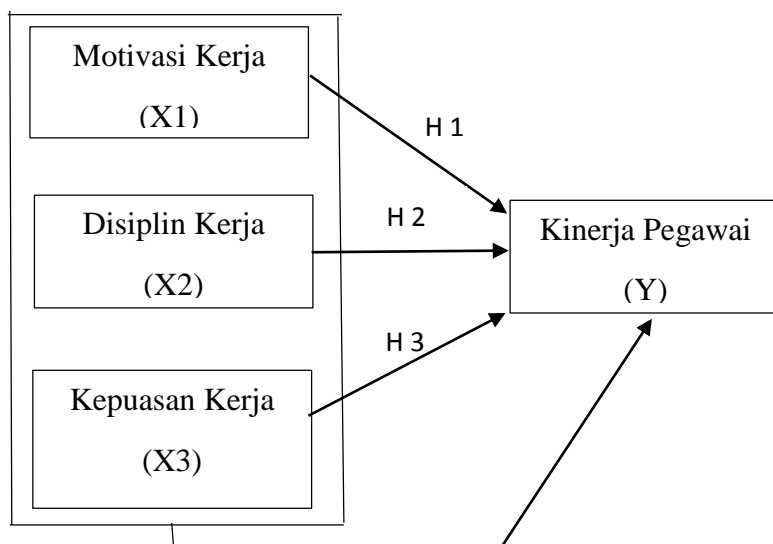 Motivasi Kerja
(X1)
H 1
Disiplin Kerja
(X2)
H 2
Kinerja Pegawai
(Y)
H 3
Kepuasan Kerja
(X3)